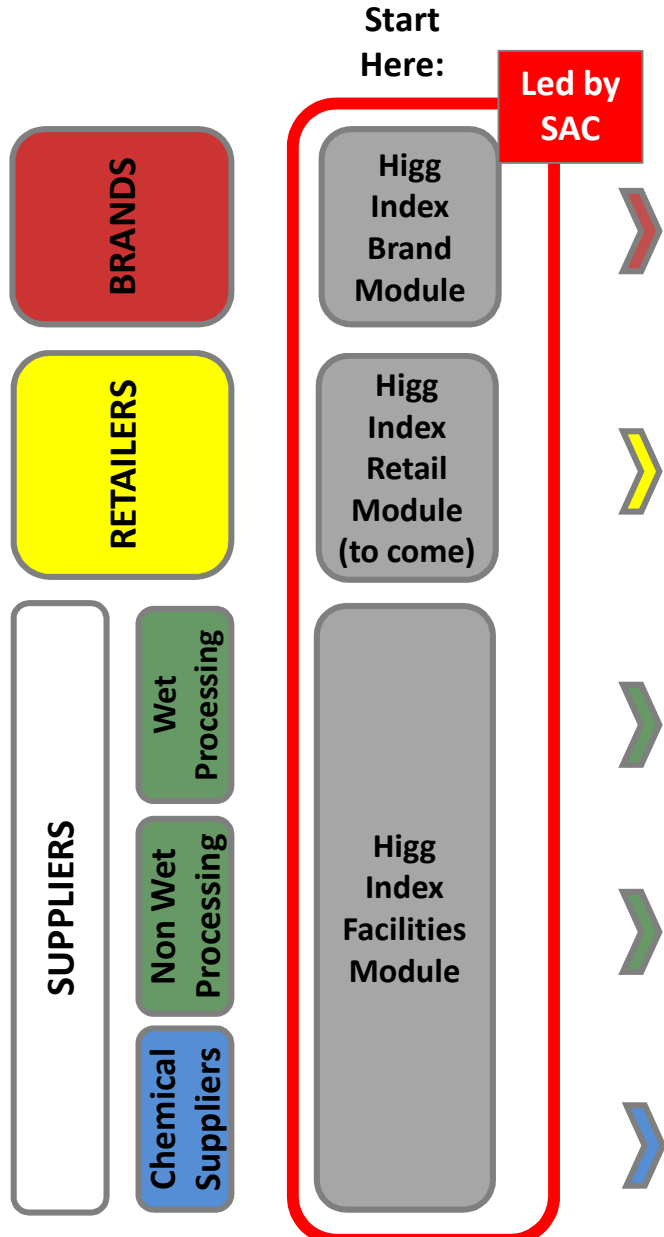 Start
Here:
Led by
SAC
BRANDS
Higg
Index
Brand
Module
RETAILERS
Higg
Index
Retail
Module
(to come)
SUPPLIERS
Wet
Processing
Non Wet
Processing
Chemical
Suppliers
Higg
Index
Facilities
Module